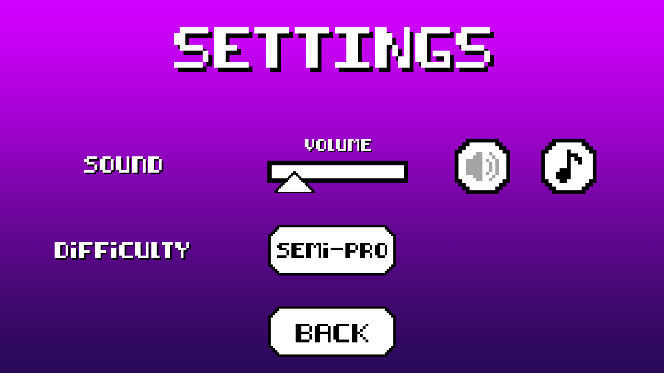 SETTINGS
VOLUME
SOUND
DiFFiCULTY
SEMi-PRO
BACK